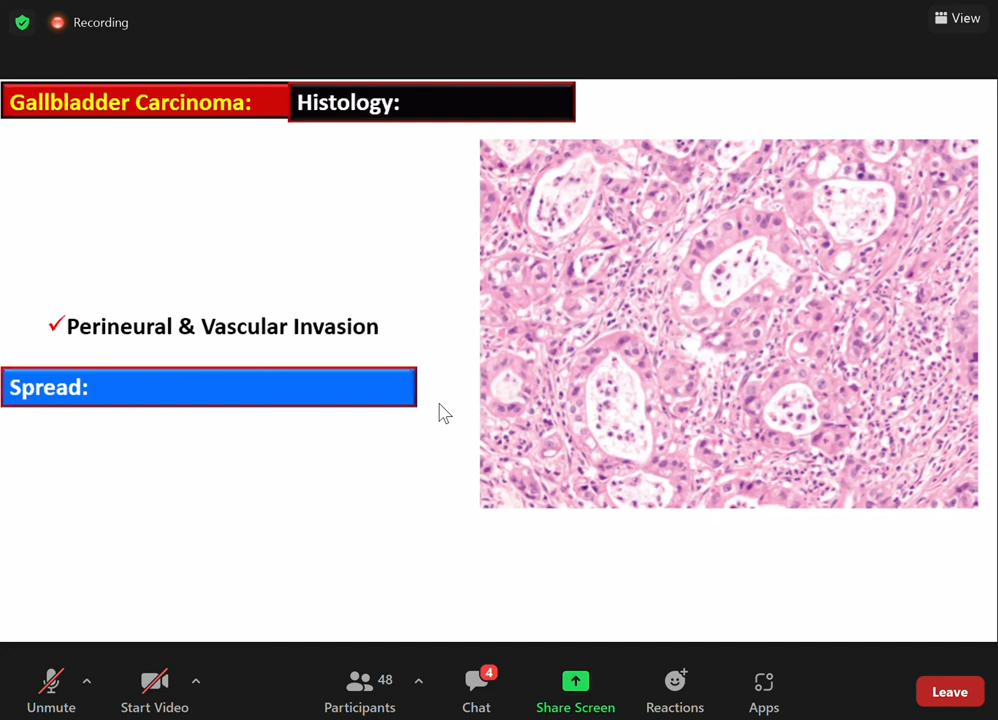 Recording
View
Gallbladder Carcinoma: Histology:
✓Perineural & Vascular Invasion
Spread:
48
4
Unmute Start Video Participants Chat Share Screen Reactions Apps Leave